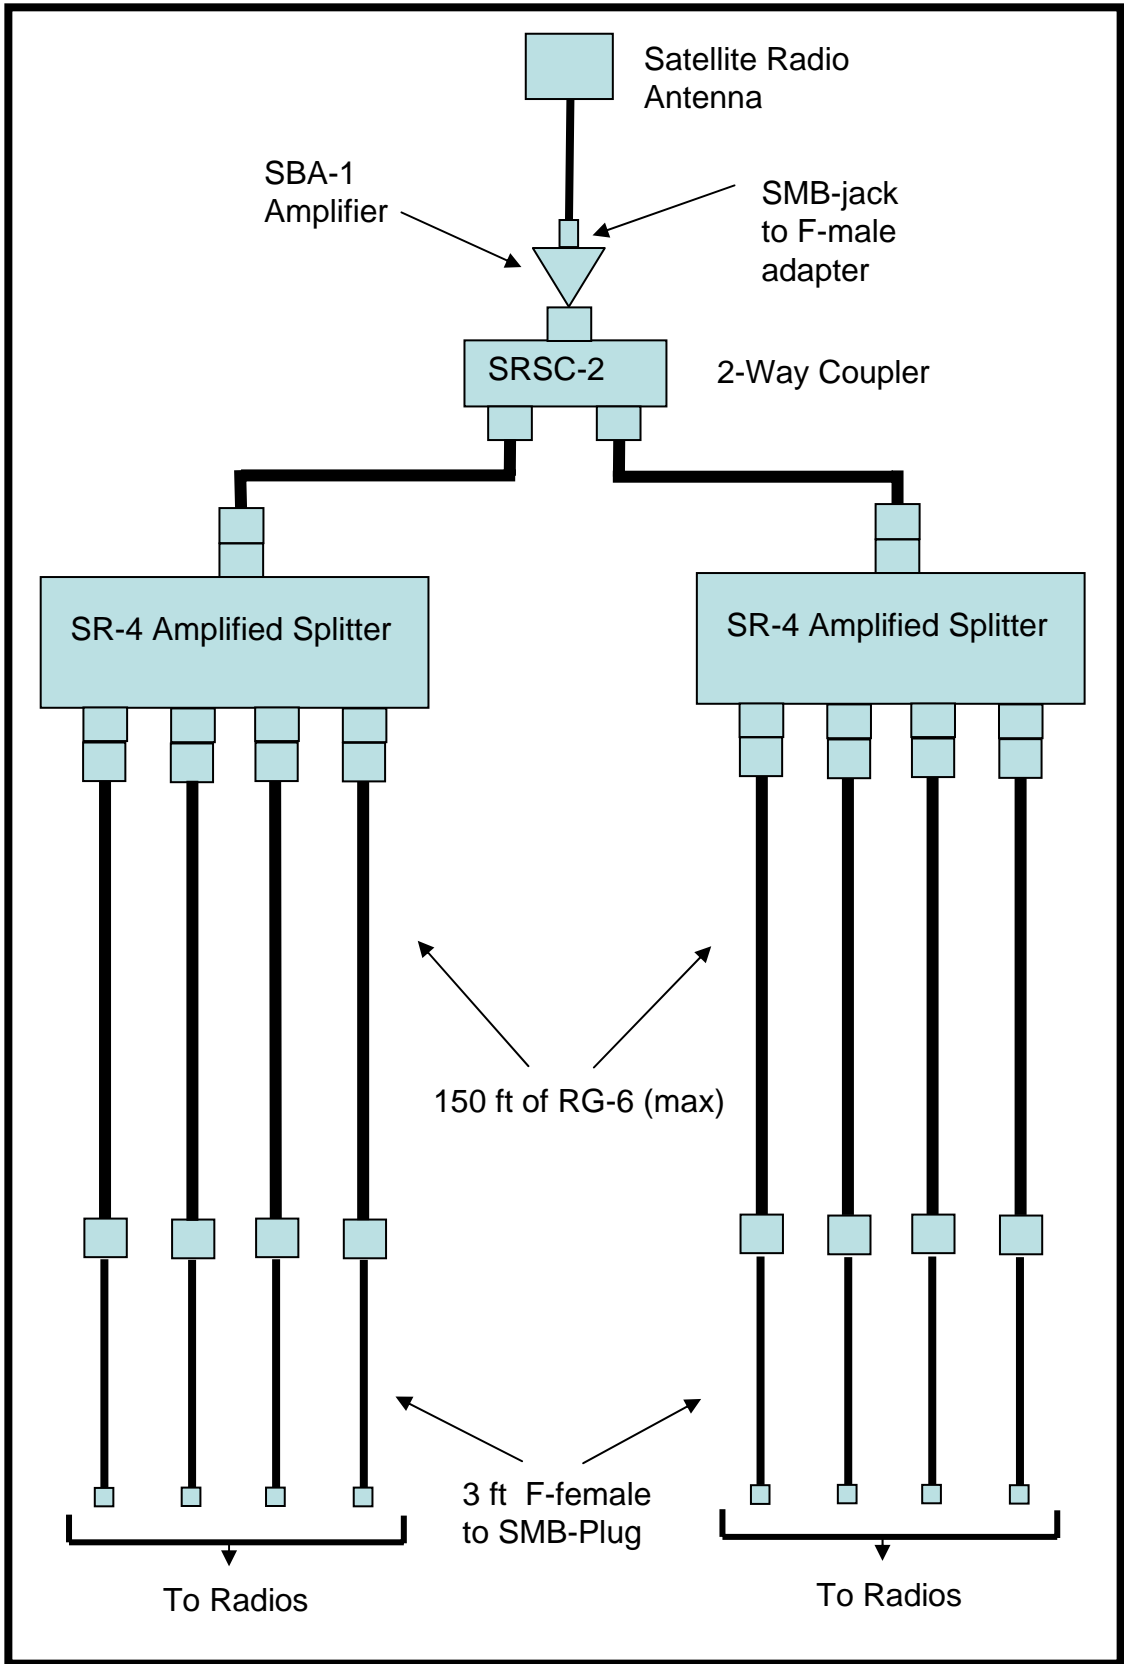 Satellite Radio
Antenna
SBA-1
Amplifier
SMB-jack
to F-male
adapter
SRSC-2
2-Way Coupler
SR-4 Amplified Splitter
SR-4 Amplified Splitter
150 ft of RG-6 (max)
3 ft  F-female
to SMB-Plug
To Radios
To Radios